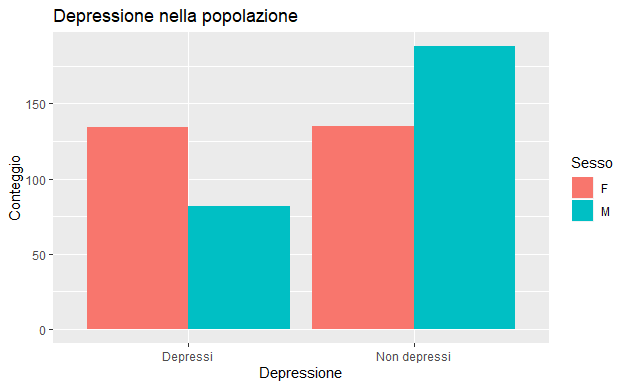 Depressione nella popolazione
Conteggio
150
100
50
0
Depressi
Non depressi
Depressione
Sesso
F
M